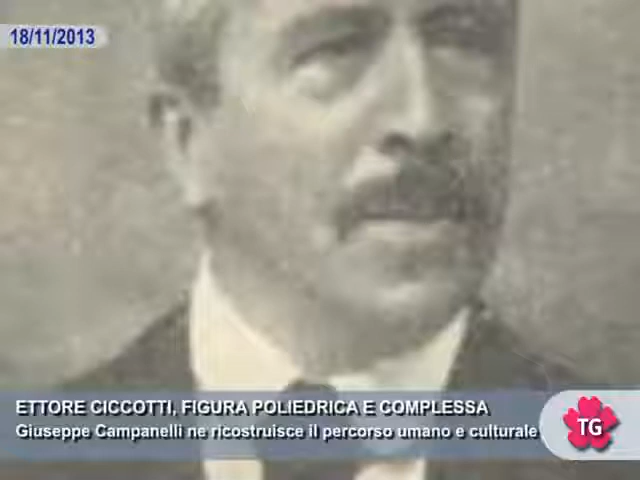 18/11/2013
ETTORE CICCOTTI, FIGURA POLIEDRICA E COMPLESSA
Giuseppe Campanelli ne ricostruisce il percorso umano e culturale
TG